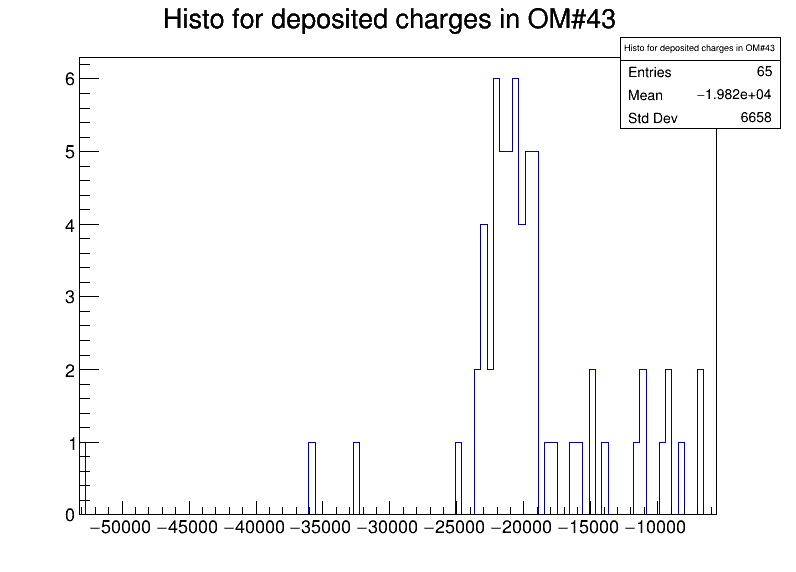 Histo for deposited charges in OM#43
Histo for deposited charges in OM#43
Entries 65
Mean −1.982e+04
Std Dev 6658
6
5
4
3
2
1
0
−50000 −45000 −40000 −35000 −30000 −25000 −20000 −15000 −10000